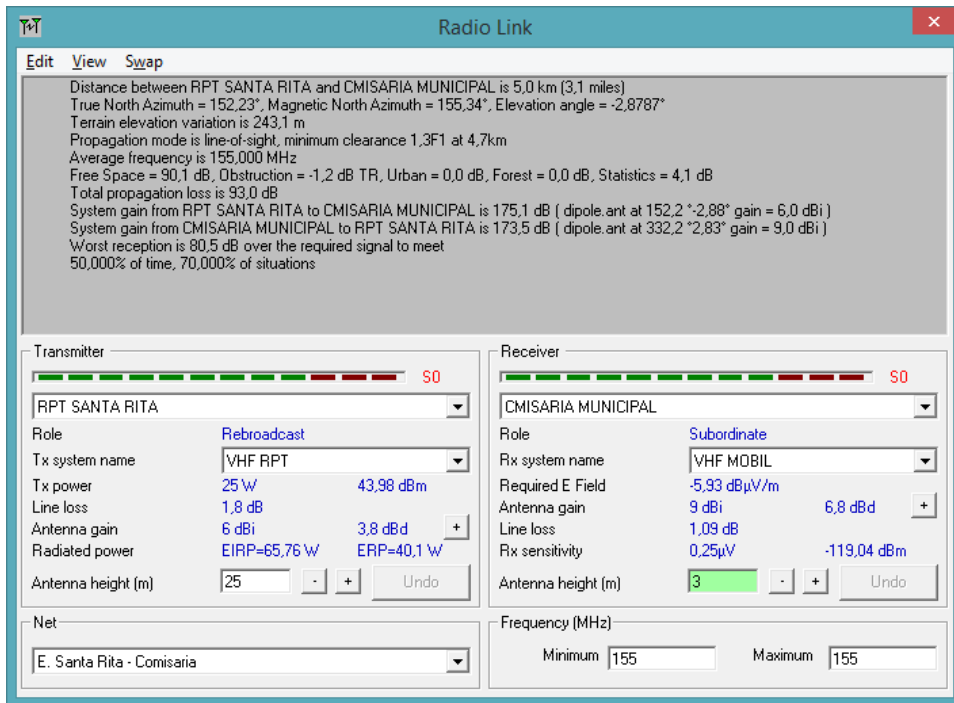 Radio Link
Edit View Swap
Distance between RPT SANTA RITA and CMISARIA MUNICIPAL is 5,0 km (3,1 miles)
True North Azimuth = 152,23°, Magnetic North Azimuth = 155,34°, Elevation angle = -2,8787°
Terrain elevation variation is 243,1 m
Propagation mode is line-of-sight, minimum clearance 1,3F1 at 4,7km
Average frequency is 155,000 MHz
Free Space = 90,1 dB, Obstruction = -1,2 dB TR, Urban = 0,0 dB, Forest = 0,0 dB, Statistics = 4,1 dB
Total propagation loss is 93,0 dB
System gain from RPT SANTA RITA to CMISARIA MUNICIPAL is 175,1 dB ( dipole.ant at 152,2 °-2,88° gain = 6,0 dBi )
System gain from CMISARIA MUNICIPAL to RPT SANTA RITA is 173,5 dB ( dipole.ant at 332,2 °2,83° gain = 9,0 dBi )
Worst reception is 80,5 dB over the required signal to meet
50,000% of time, 70,000% of situations
Transmitter
S0
RPT SANTA RITA
Role Rebroadcast
Tx system name VHF RPT
Tx power 25 W 43,98 dBm
Line loss 1,8 dB
Antenna gain 6 dBi 3,8 dBd +
Radiated power EIRP=65,76 W ERP=40,1 W
Antenna height (m) 25 - + Undo
Net
E. Santa Rita - Comisaria
Receiver
S0
CMISARIA MUNICIPAL
Role Subordinate
Rx system name VHF MOBIL
Required E Field -5,93 dBµV/m
Antenna gain 9 dBi 6,8 dBd +
Line loss 1,09 dB
Rx sensitivity 0,25µV -119,04 dBm
Antenna height (m) 3 - + Undo
Frequency (MHz)
Minimum 155 Maximum 155